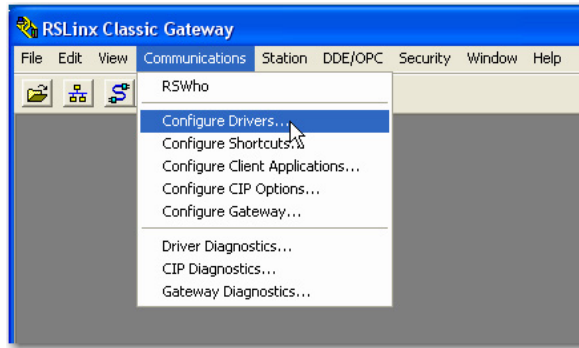 RSLinx Classic Gateway
File Edit View Communications Station DDE/OPC Security Window Help
RSWho
Configure Drivers...
Configure Shortcuts...
Configure Client Applications...
Configure CIP Options...
Configure Gateway...
Driver Diagnostics...
CIP Diagnostics...
Gateway Diagnostics...